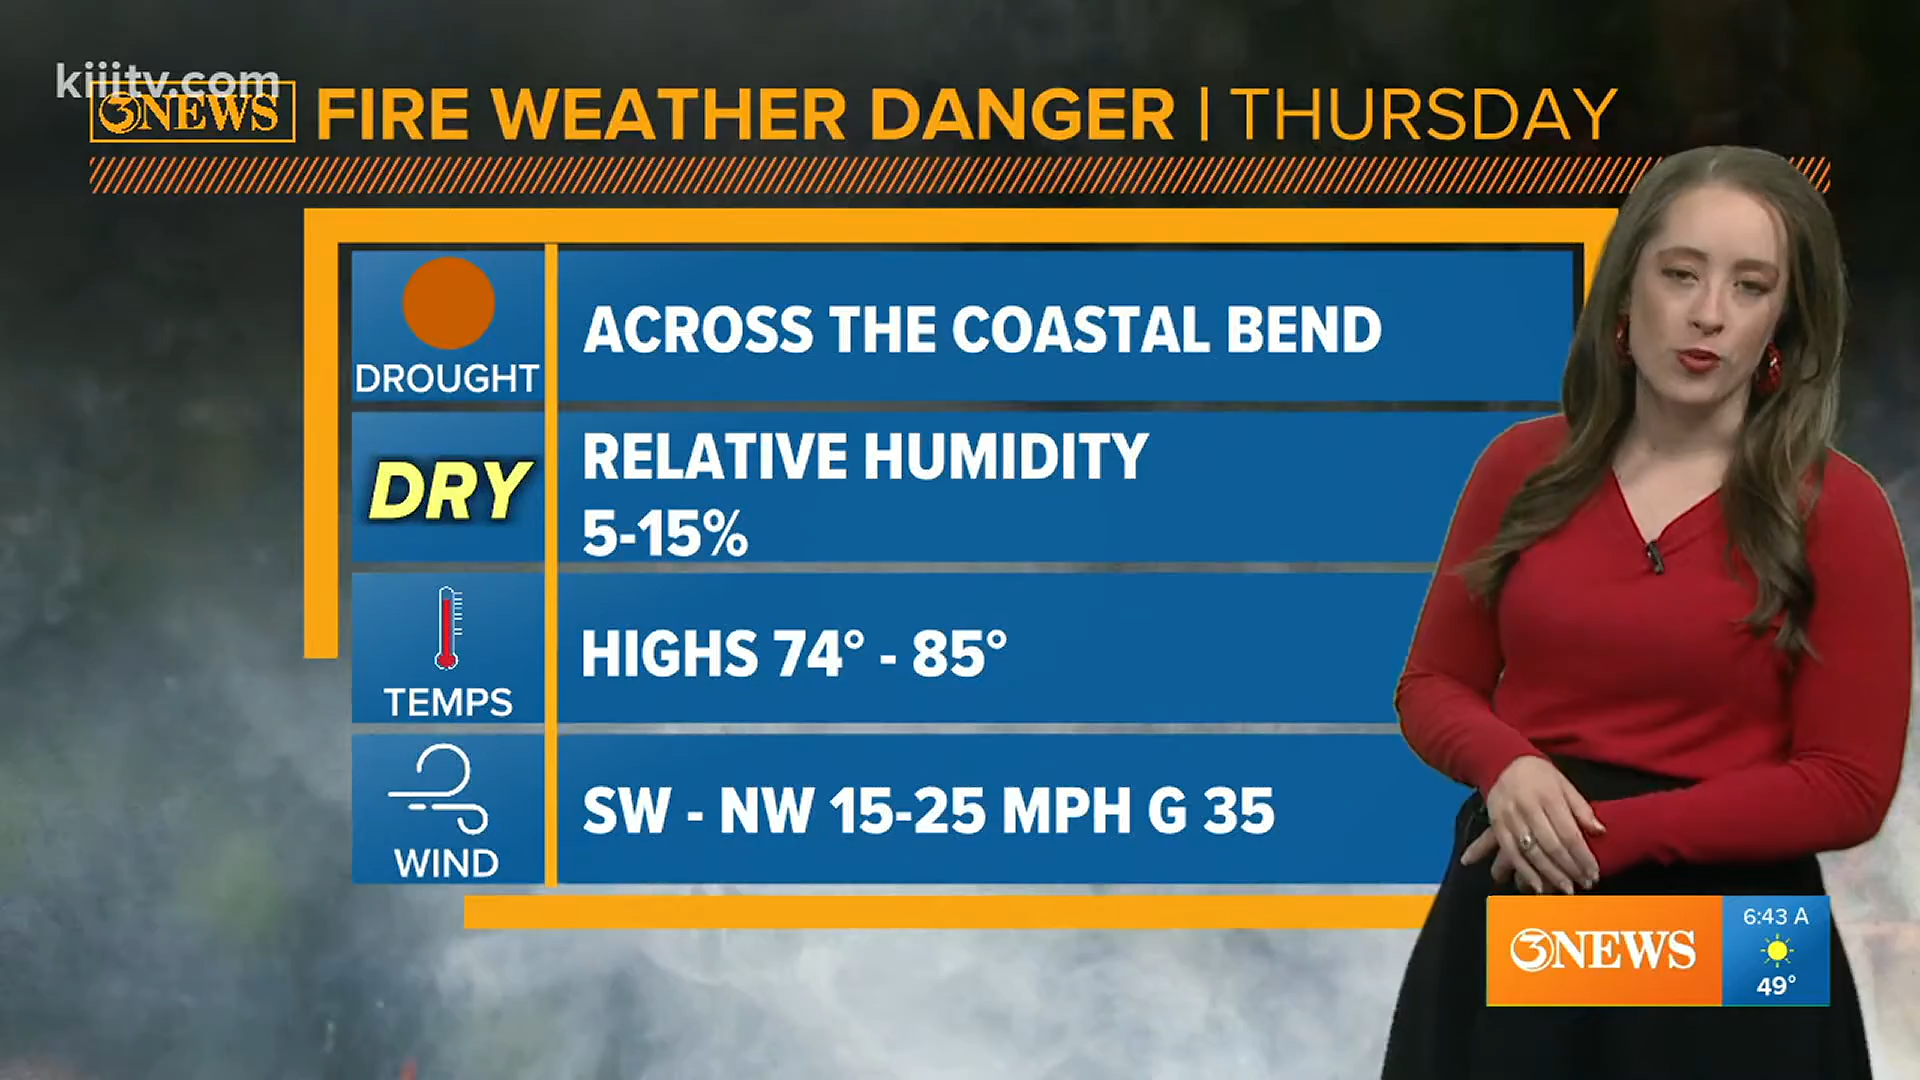 kiiitv.com
3NEWS
FIRE WEATHER DANGER | THURSDAY
DROUGHT
ACROSS THE COASTAL BEND
DRY
RELATIVE HUMIDITY
5-15%
TEMPS
HIGHS 74° - 85°
WIND
SW - NW 15-25 MPH G 35
3NEWS
6:43 A
49°